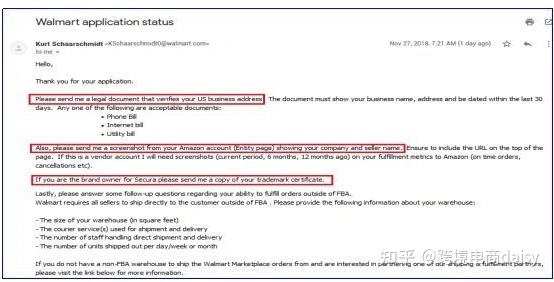 Walmart application status
Kurt Schaarschmidt <KSchaarschmidt0@walmart.com>
to me
Nov 27, 2018, 7:21 AM (1 day ago)
Hello,
Thank you for your application.
Please send me a legal document that verifies your US business address. The document must show your business name, address and be dated within the last 30
days. Any one of the following are acceptable documents:
• Phone Bill
• Internet bill
• Utility bill
Also, please send me a screenshot from your Amazon account (Entity page) showing your company and seller name. Ensure to include the URL on the top of the
page. If this is a vendor account I will need screenshots (current period, 6 months, 12 months ago) on your fulfillment metrics to Amazon (on time orders,
cancellations etc).
If you are the brand owner for Secura please send me a copy of your trademark certificate.
Lastly, please answer some follow-up questions regarding your ability to fulfill orders outside of FBA.
Walmart requires all sellers to ship directly to the customer outside of FBA . Please provide the following information about your warehouse:
- The size of your warehouse (in square feet)
- The courier service(s) used for shipment and delivery
- The number of staff handling direct shipment and delivery
- The number of units shipped out per day/week or month
If you do not have a non-FBA warehouse to ship the Walmart Marketplace orders from and are interested in partnering one of our shipping & fulfillment partners,
please visit the link below for more information.
知乎 @跨境电商daisy